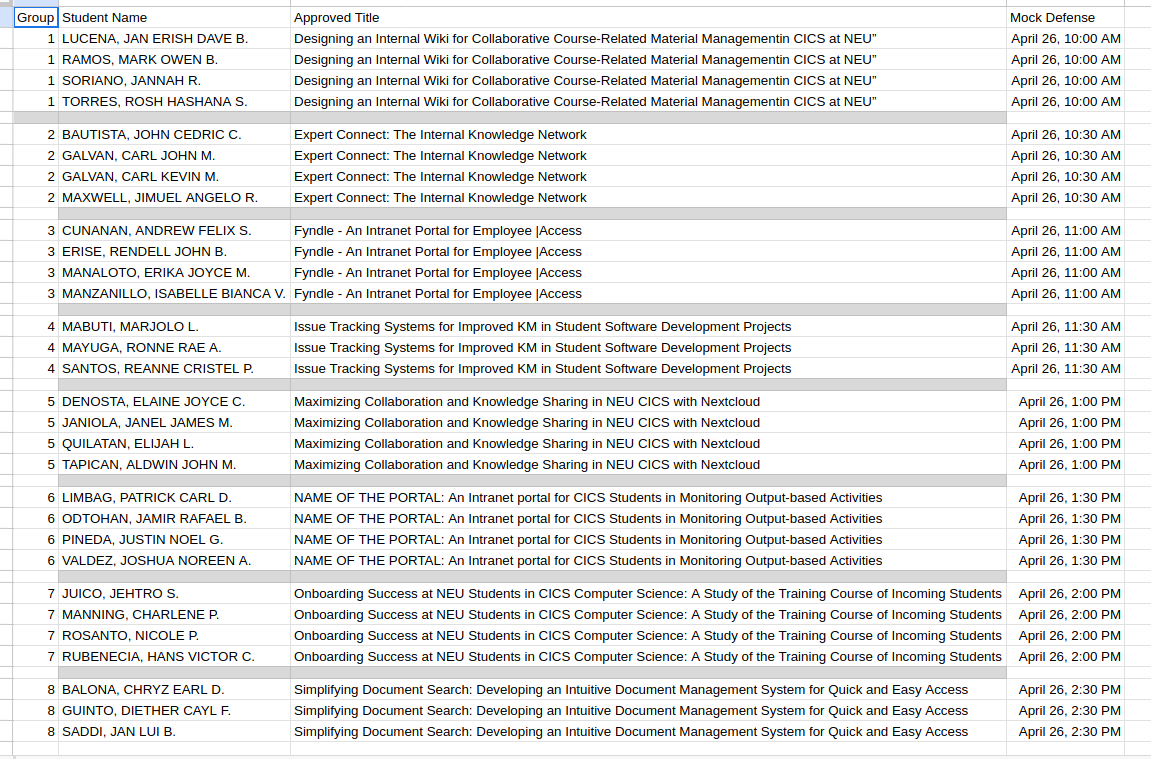 Group Student Name Approved Title Mock Defense
1 LUCENA, JAN ERISH DAVE B. Designing an Internal Wiki for Collaborative Course-Related Material Managementin CICS at NEU” April 26, 10:00 AM
1 RAMOS, MARK OWEN B. Designing an Internal Wiki for Collaborative Course-Related Material Managementin CICS at NEU” April 26, 10:00 AM
1 SORIANO, JANNAH R. Designing an Internal Wiki for Collaborative Course-Related Material Managementin CICS at NEU” April 26, 10:00 AM
1 TORRES, ROSH HASHANA S. Designing an Internal Wiki for Collaborative Course-Related Material Managementin CICS at NEU” April 26, 10:00 AM
2 BAUTISTA, JOHN CEDRIC C. Expert Connect: The Internal Knowledge Network April 26, 10:30 AM
2 GALVAN, CARL JOHN M. Expert Connect: The Internal Knowledge Network April 26, 10:30 AM
2 GALVAN, CARL KEVIN M. Expert Connect: The Internal Knowledge Network April 26, 10:30 AM
2 MAXWELL, JIMUEL ANGELO R. Expert Connect: The Internal Knowledge Network April 26, 10:30 AM
3 CUNANAN, ANDREW FELIX S. Fyndle - An Intranet Portal for Employee |Access April 26, 11:00 AM
3 ERISE, RENDELL JOHN B. Fyndle - An Intranet Portal for Employee |Access April 26, 11:00 AM
3 MANALOTO, ERIKA JOYCE M. Fyndle - An Intranet Portal for Employee |Access April 26, 11:00 AM
3 MANZANILLO, ISABELLE BIANCA V. Fyndle - An Intranet Portal for Employee |Access April 26, 11:00 AM
4 MABUTI, MARJOLO L. Issue Tracking Systems for Improved KM in Student Software Development Projects April 26, 11:30 AM
4 MAYUGA, RONNE RAE A. Issue Tracking Systems for Improved KM in Student Software Development Projects April 26, 11:30 AM
4 SANTOS, REANNE CRISTEL P. Issue Tracking Systems for Improved KM in Student Software Development Projects April 26, 11:30 AM
5 DENOSTA, ELAINE JOYCE C. Maximizing Collaboration and Knowledge Sharing in NEU CICS with Nextcloud April 26, 1:00 PM
5 JANIOLA, JANEL JAMES M. Maximizing Collaboration and Knowledge Sharing in NEU CICS with Nextcloud April 26, 1:00 PM
5 QUILATAN, ELIJAH L. Maximizing Collaboration and Knowledge Sharing in NEU CICS with Nextcloud April 26, 1:00 PM
5 TAPICAN, ALDWIN JOHN M. Maximizing Collaboration and Knowledge Sharing in NEU CICS with Nextcloud April 26, 1:00 PM
6 LIMBAG, PATRICK CARL D. NAME OF THE PORTAL: An Intranet portal for CICS Students in Monitoring Output-based Activities April 26, 1:30 PM
6 ODTOHAN, JAMIR RAFAEL B. NAME OF THE PORTAL: An Intranet portal for CICS Students in Monitoring Output-based Activities April 26, 1:30 PM
6 PINEDA, JUSTIN NOEL G. NAME OF THE PORTAL: An Intranet portal for CICS Students in Monitoring Output-based Activities April 26, 1:30 PM
6 VALDEZ, JOSHUA NOREEN A. NAME OF THE PORTAL: An Intranet portal for CICS Students in Monitoring Output-based Activities April 26, 1:30 PM
7 JUICO, JEHTRO S. Onboarding Success at NEU Students in CICS Computer Science: A Study of the Training Course of Incoming Students April 26, 2:00 PM
7 MANNING, CHARLENE P. Onboarding Success at NEU Students in CICS Computer Science: A Study of the Training Course of Incoming Students April 26, 2:00 PM
7 ROSANTO, NICOLE P. Onboarding Success at NEU Students in CICS Computer Science: A Study of the Training Course of Incoming Students April 26, 2:00 PM
7 RUBENECIA, HANS VICTOR C. Onboarding Success at NEU Students in CICS Computer Science: A Study of the Training Course of Incoming Students April 26, 2:00 PM
8 BALONA, CHRYZ EARL D. Simplifying Document Search: Developing an Intuitive Document Management System for Quick and Easy Access April 26, 2:30 PM
8 GUINTO, DIETHER CAYL F. Simplifying Document Search: Developing an Intuitive Document Management System for Quick and Easy Access April 26, 2:30 PM
8 SADDI, JAN LUI B. Simplifying Document Search: Developing an Intuitive Document Management System for Quick and Easy Access April 26, 2:30 PM